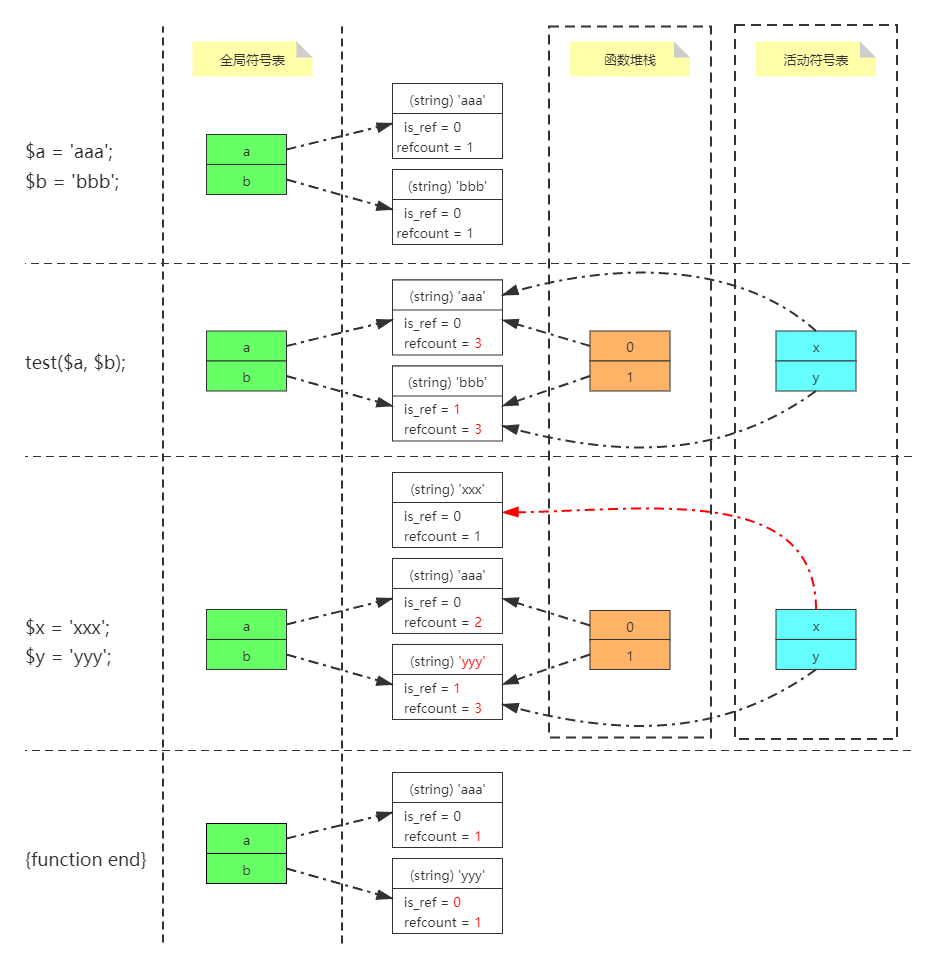 全局符号表
函数堆栈
活动符号表
$a = 'aaa';
$b = 'bbb';
a
b
(string) 'aaa'
is_ref = 0
refcount = 1
(string) 'bbb'
is_ref = 0
refcount = 1
test($a, $b);
a
b
(string) 'aaa'
is_ref = 0
refcount = 3
(string) 'bbb'
is_ref = 1
refcount = 3
0
1
x
y
$x = 'xxx';
$y = 'yyy';
a
b
(string) 'xxx'
is_ref = 0
refcount = 1
(string) 'aaa'
is_ref = 0
refcount = 2
(string) 'yyy'
is_ref = 1
refcount = 3
0
1
x
y
{function end}
a
b
(string) 'aaa'
is_ref = 0
refcount = 1
(string) 'yyy'
is_ref = 0
refcount = 1